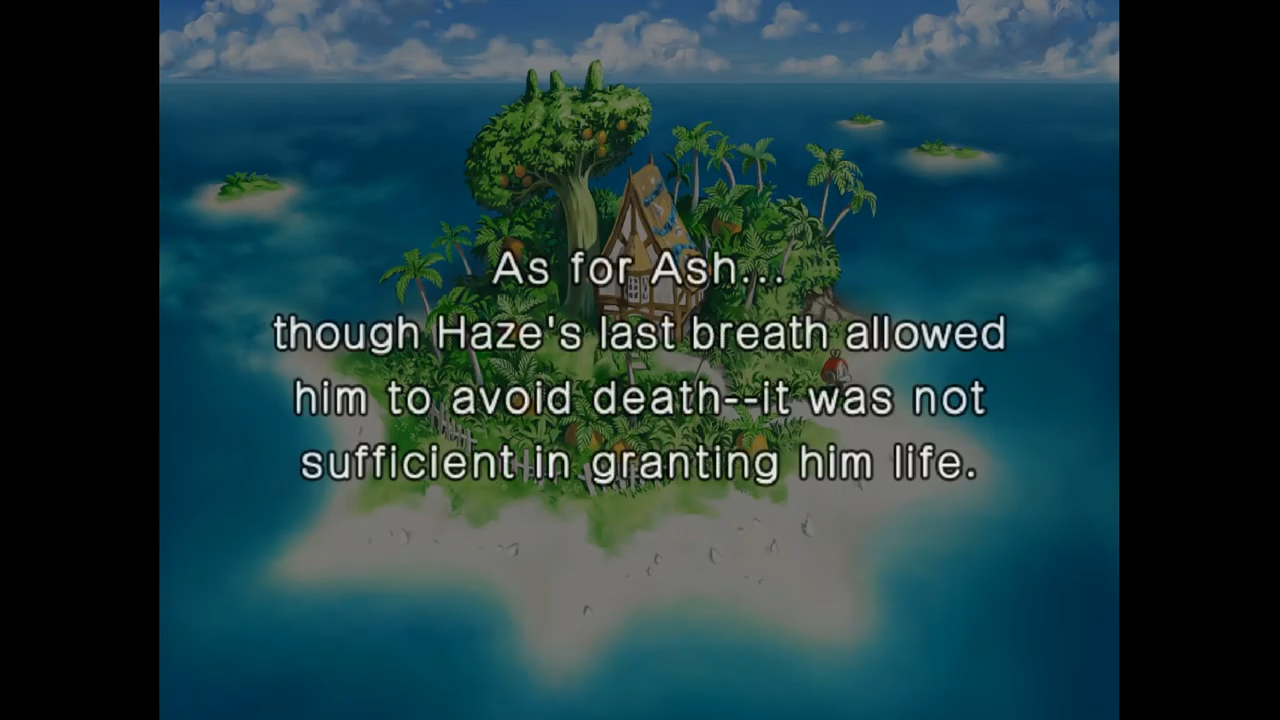 As for Ash...
though Haze's last breath allowed
him to avoid death--it was not
sufficient in granting him life.